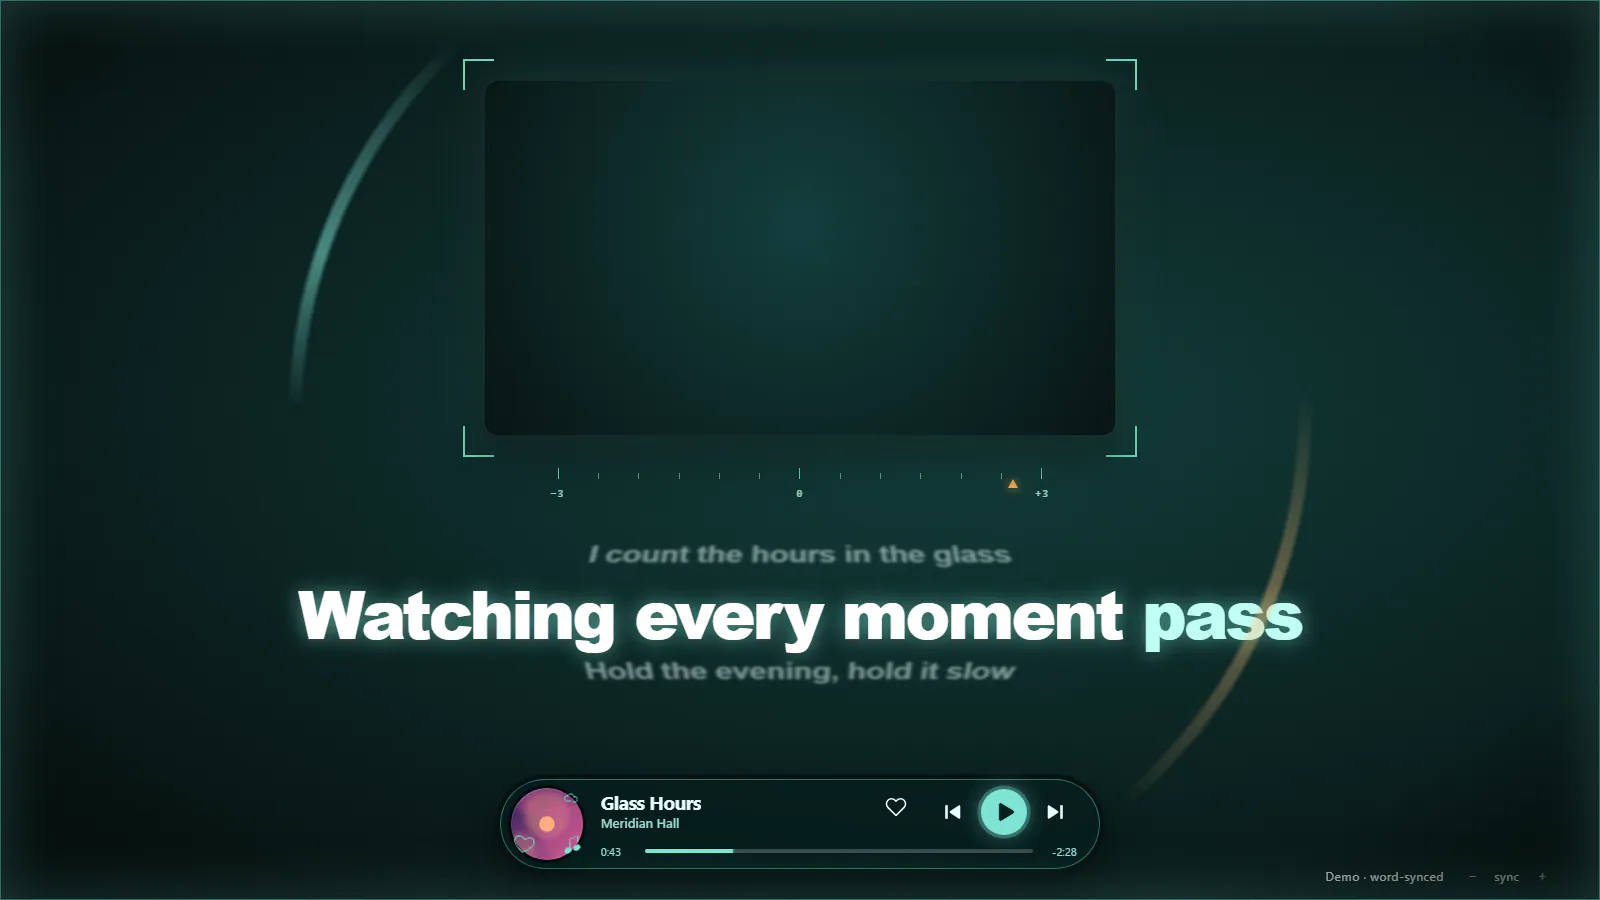 −3 0 +3
I count the hours in the glass
Watching every moment pass
Hold the evening, hold it slow
Glass Hours
Meridian Hall
0:43 -2:28
Demo · word-synced − sync +